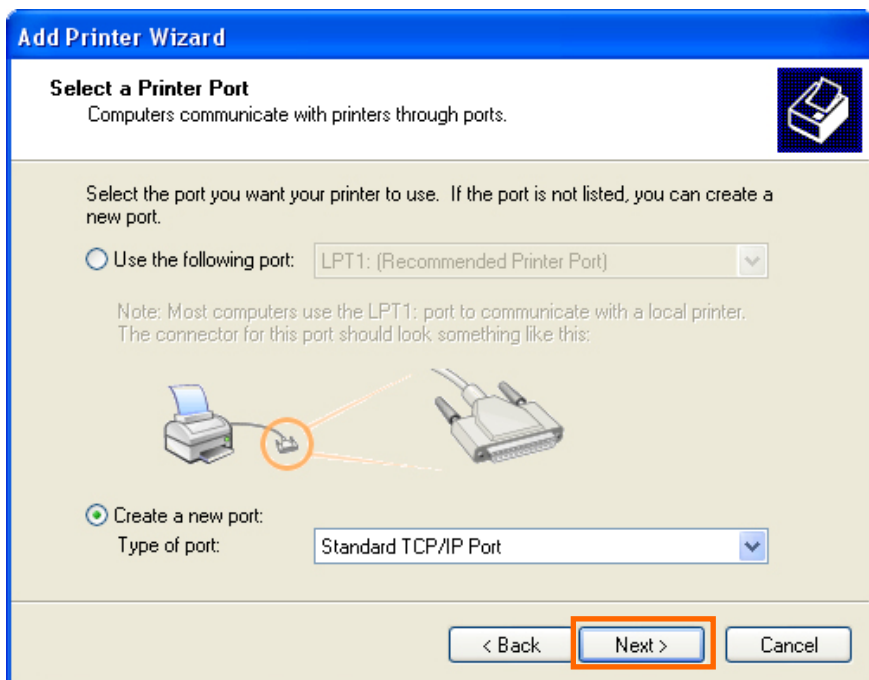 Add Printer Wizard
Select a Printer Port
Computers communicate with printers through ports.
Select the port you want your printer to use.  If the port is not listed, you can create a
new port.
Use the following port: LPT1: (Recommended Printer Port)
Note: Most computers use the LPT1: port to communicate with a local printer.
The connector for this port should look something like this:
Create a new port:
Type of port: Standard TCP/IP Port
< Back Next > Cancel